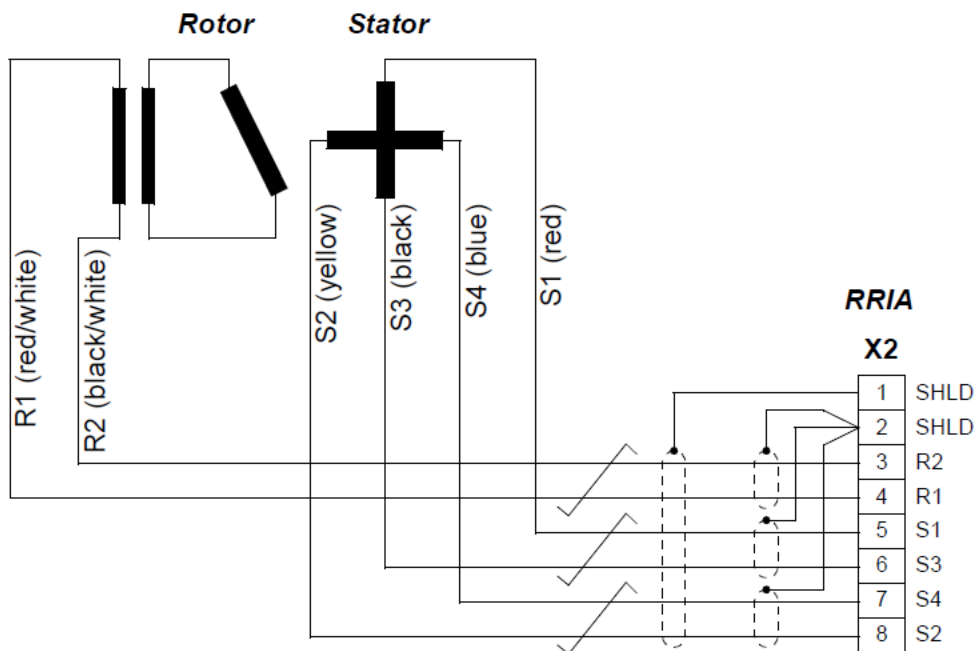 Rotor
Stator
R1 (red/white)
R2 (black/white)
S2 (yellow)
S3 (black)
S4 (blue)
S1 (red)
RRIA
X2
1 SHLD
2 SHLD
3 R2
4 R1
5 S1
6 S3
7 S4
8 S2